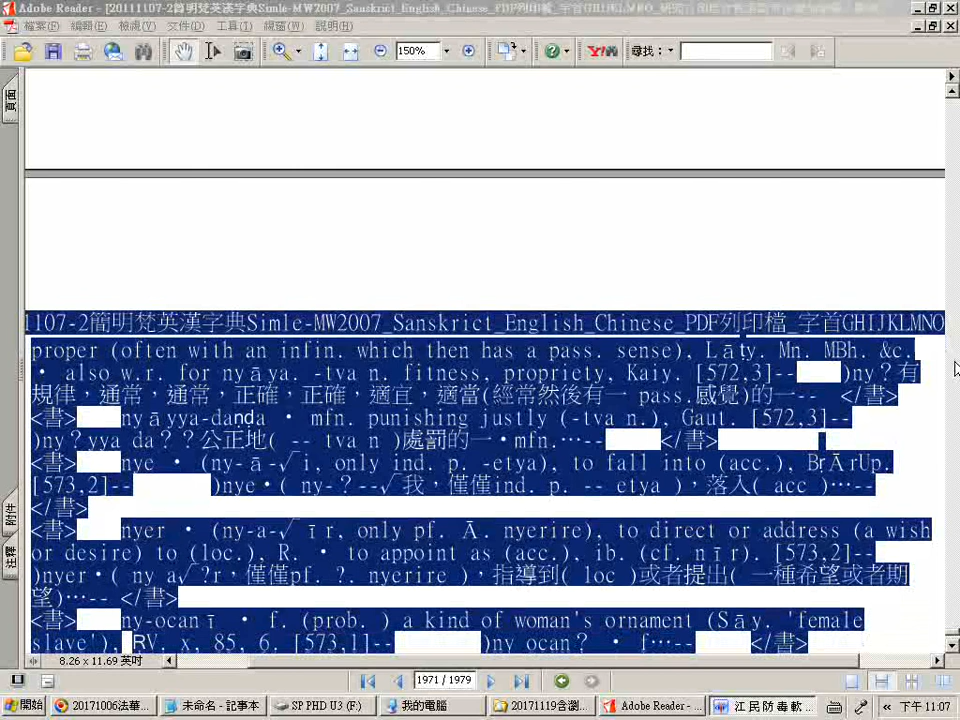 Adobe Reader - [20111107-2簡明梵英漢字典Simle-MW2007_Sanskrict_English_Chinese_PDF列印檔_字首GHIJKLMNO_
檔案(F) 編輯(E) 檢視(V) 文件(D) 工具(T) 視窗(W) 說明(H)
150% 尋找:
頁面
1107-2簡明梵英漢字典Simle-MW2007_Sanskrict_English_Chinese_PDF列印檔_字首GHIJKLMNO
proper (often with an infin. which then has a pass. sense), Lāṭy. Mn. MBh. &c.
• also w.r. for nyāya. -tva n. fitness, propriety, Kaiy. [572,3]-- )ny？有
規律，通常，通常，正確，正確，適宜，適當(經常然後有一 pass.感覺)的一-- </書>
<書> nyāyya-daṇḍa • mfn. punishing justly (-tva n.), Gaut. [572,3]--
)ny？yya da？？公正地( -- tva n )處罰的一•mfn.…-- </書>
<書> nye • (ny-ā-√i, only ind. p. -etya), to fall into (acc.), BrĀrUp.
[573,2]-- )nye•( ny-？--√我，僅僅ind. p. -- etya )，落入( acc )…--
</書>
<書> nyer • (ny-a-√īr, only pf. Ā. nyerire), to direct or address (a wish
or desire) to (loc.), R. • to appoint as (acc.), ib. (cf. nīr). [573,2]--
)nyer•( ny a√?r，僅僅pf. ?. nyerire )，指導到( loc )或者提出( 一種希望或者期
望)…-- </書>
<書> ny-ocanī • f. (prob. ) a kind of woman's ornament (Sāy. 'female
slave'), RV. x, 85, 6. [573,1]-- )ny ocan？ • f…-- </書>
附件
注釋
8.26 x 11.69 英吋
1971 / 1979
開始 20171006法華... 未命名 - 記事本 SP PHD U3 (F:) 我的電腦 20171119含瀏... Adobe Reader -... 江民防毒軟... 下午 11:07